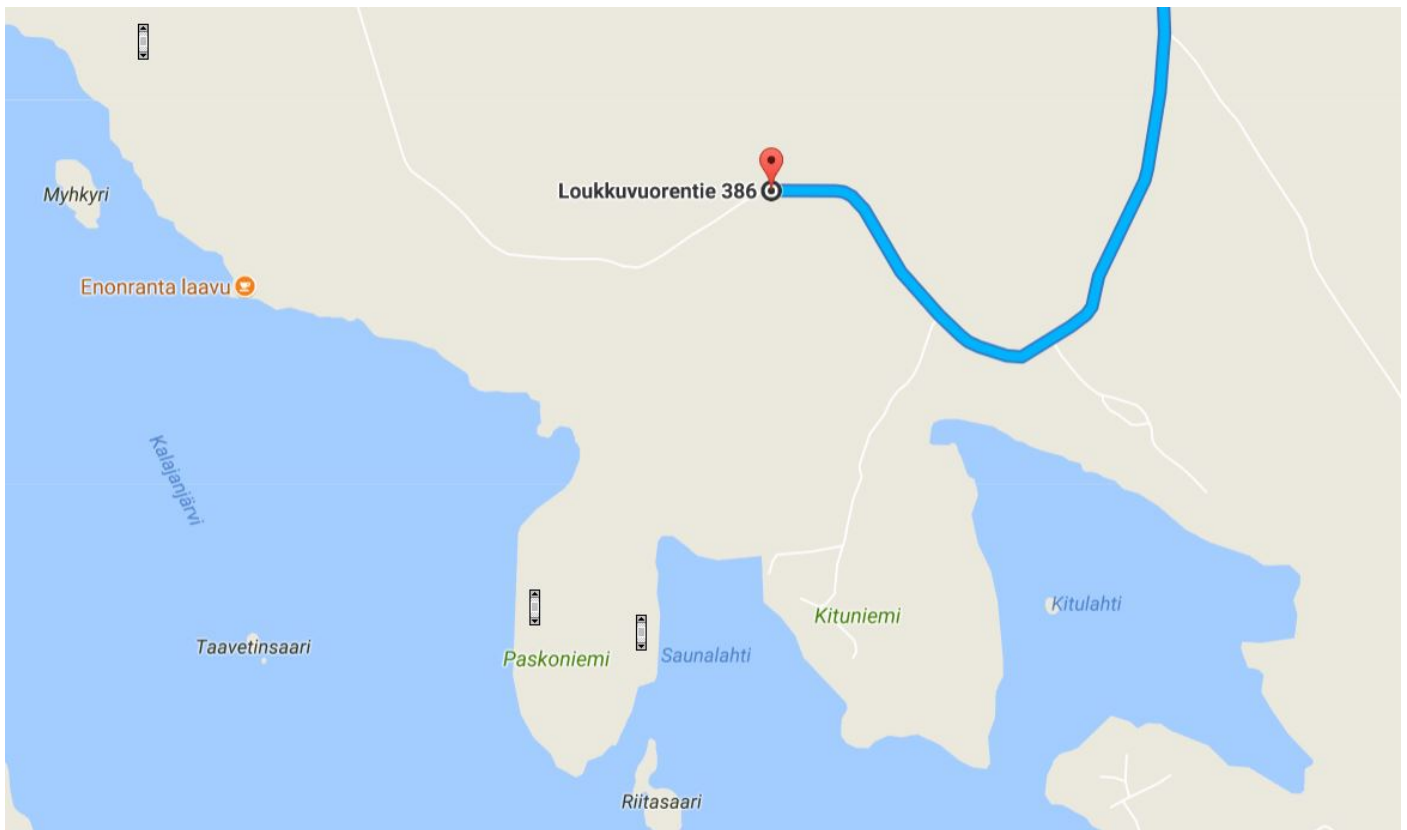 Myhkyri
Loukkuvuorentie 386
Enonranta laavu
Kalajanjärvi
Kitulahti
Kituniemi
Taavetinsaari
Paskoniemi
Saunalahti
Riitasaari